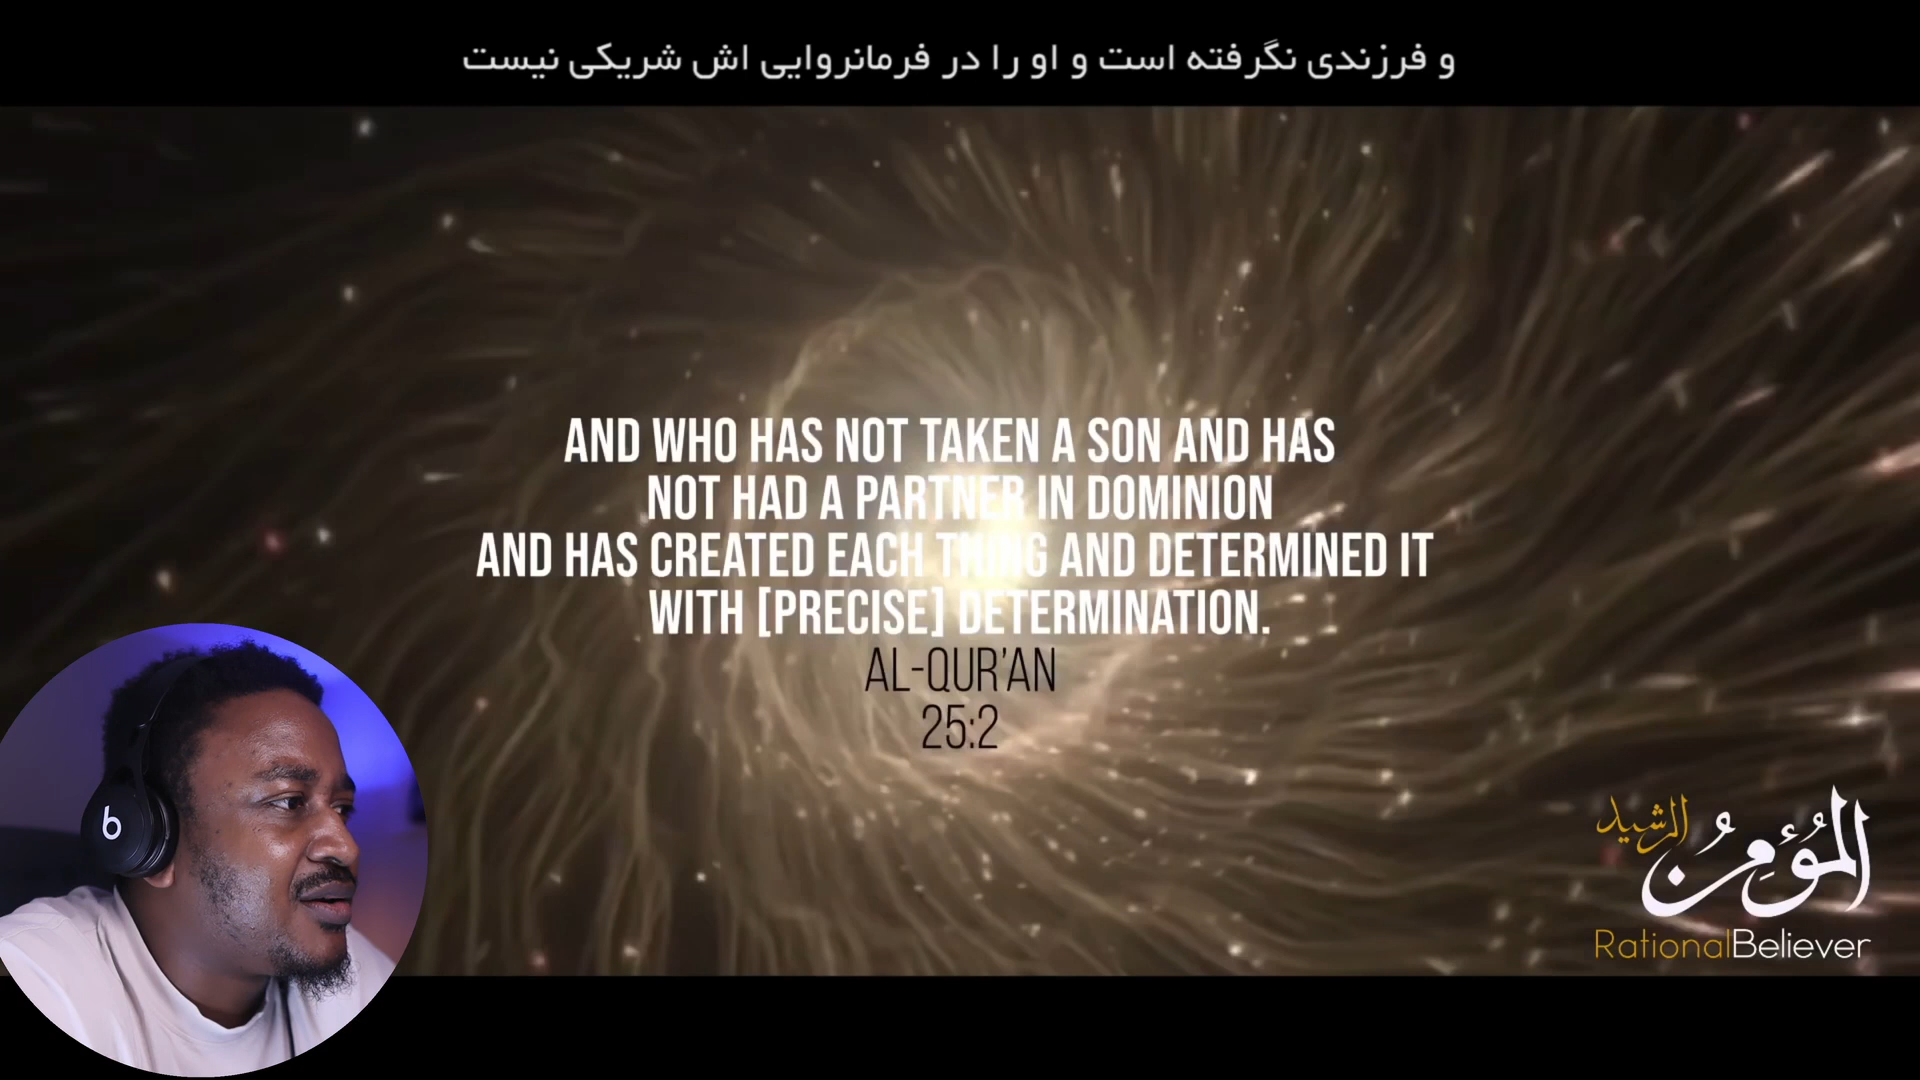 و فرزندی نگرفته است و او را در فرمانروایی اش شریکی نیست
AND WHO HAS NOT TAKEN A SON AND HAS
NOT HAD A PARTNER IN DOMINION
AND HAS CREATED EACH THING AND DETERMINED IT
WITH [PRECISE] DETERMINATION.
AL-QUR'AN
25:2
b
المُؤمِنُ الرشيد
RationalBeliever